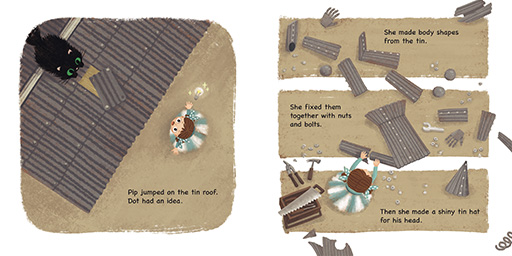 Pip jumped on the tin roof.
Dot had an idea.
She made body shapes
from the tin.
She fixed them
together with nuts
and bolts.
Then she made a shiny tin hat
for his head.